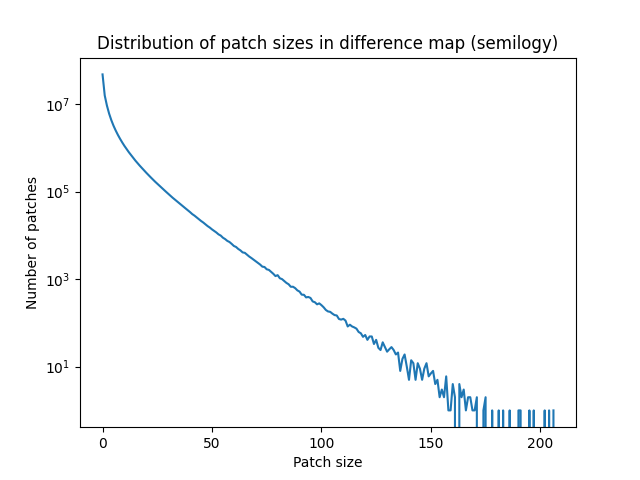 Distribution of patch sizes in difference map (semilogy)
Number of patches
10^7
10^5
10^3
10^1
0 50 100 150 200
Patch size